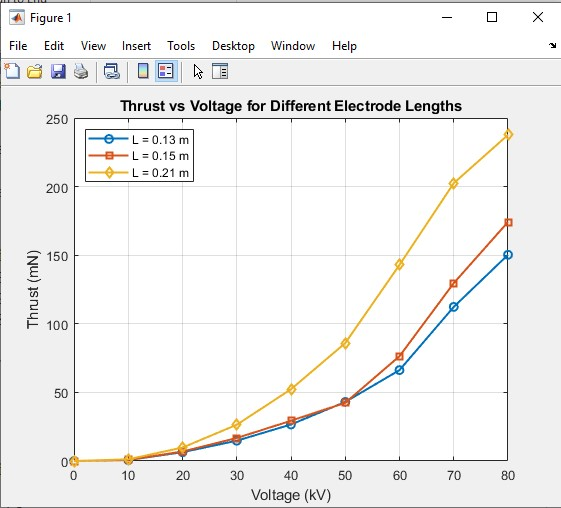 Figure 1
File Edit View Insert Tools Desktop Window Help
Thrust vs Voltage for Different Electrode Lengths
L = 0.13 m
L = 0.15 m
L = 0.21 m
250
200
150
100
50
0
Thrust (mN)
0 10 20 30 40 50 60 70 80
Voltage (kV)